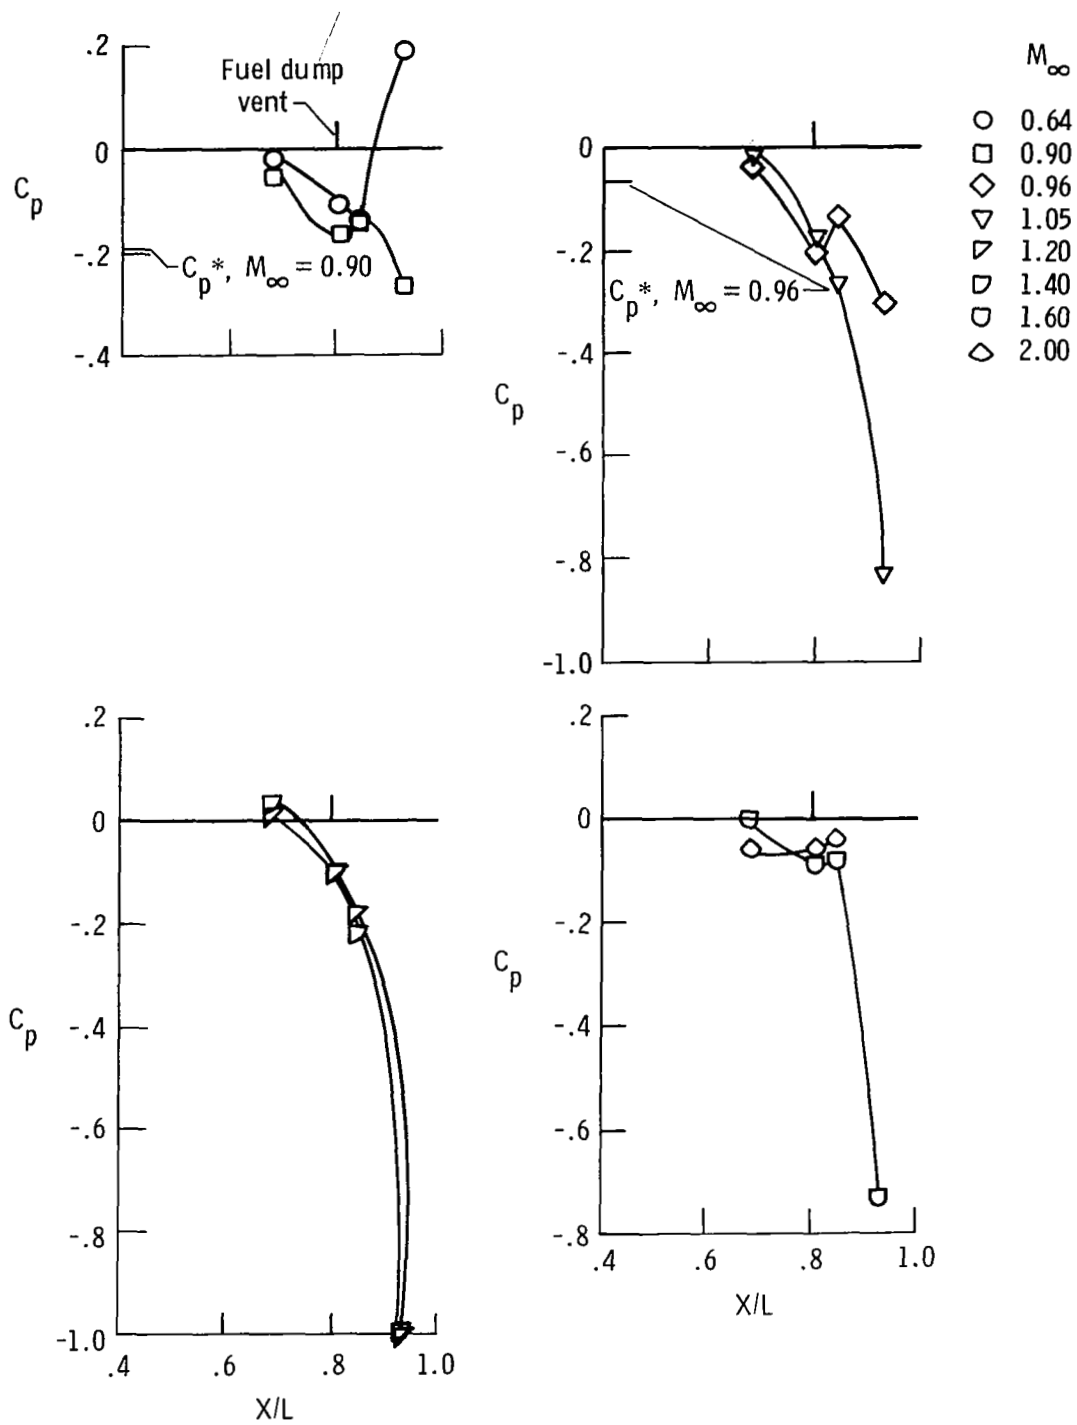 .2
0
-.2
-.4
C_p
Fuel dump
vent
C_p*, M_∞ = 0.90
0
-.2
-.4
-.6
-.8
-1.0
C_p
C_p*, M_∞ = 0.96
M_∞
0.64
0.90
0.96
1.05
1.20
1.40
1.60
2.00
.2
0
-.2
-.4
-.6
-.8
-1.0
C_p
.4 .6 .8 1.0
X/L
.2
0
-.2
-.4
-.6
-.8
C_p
.4 .6 .8 1.0
X/L